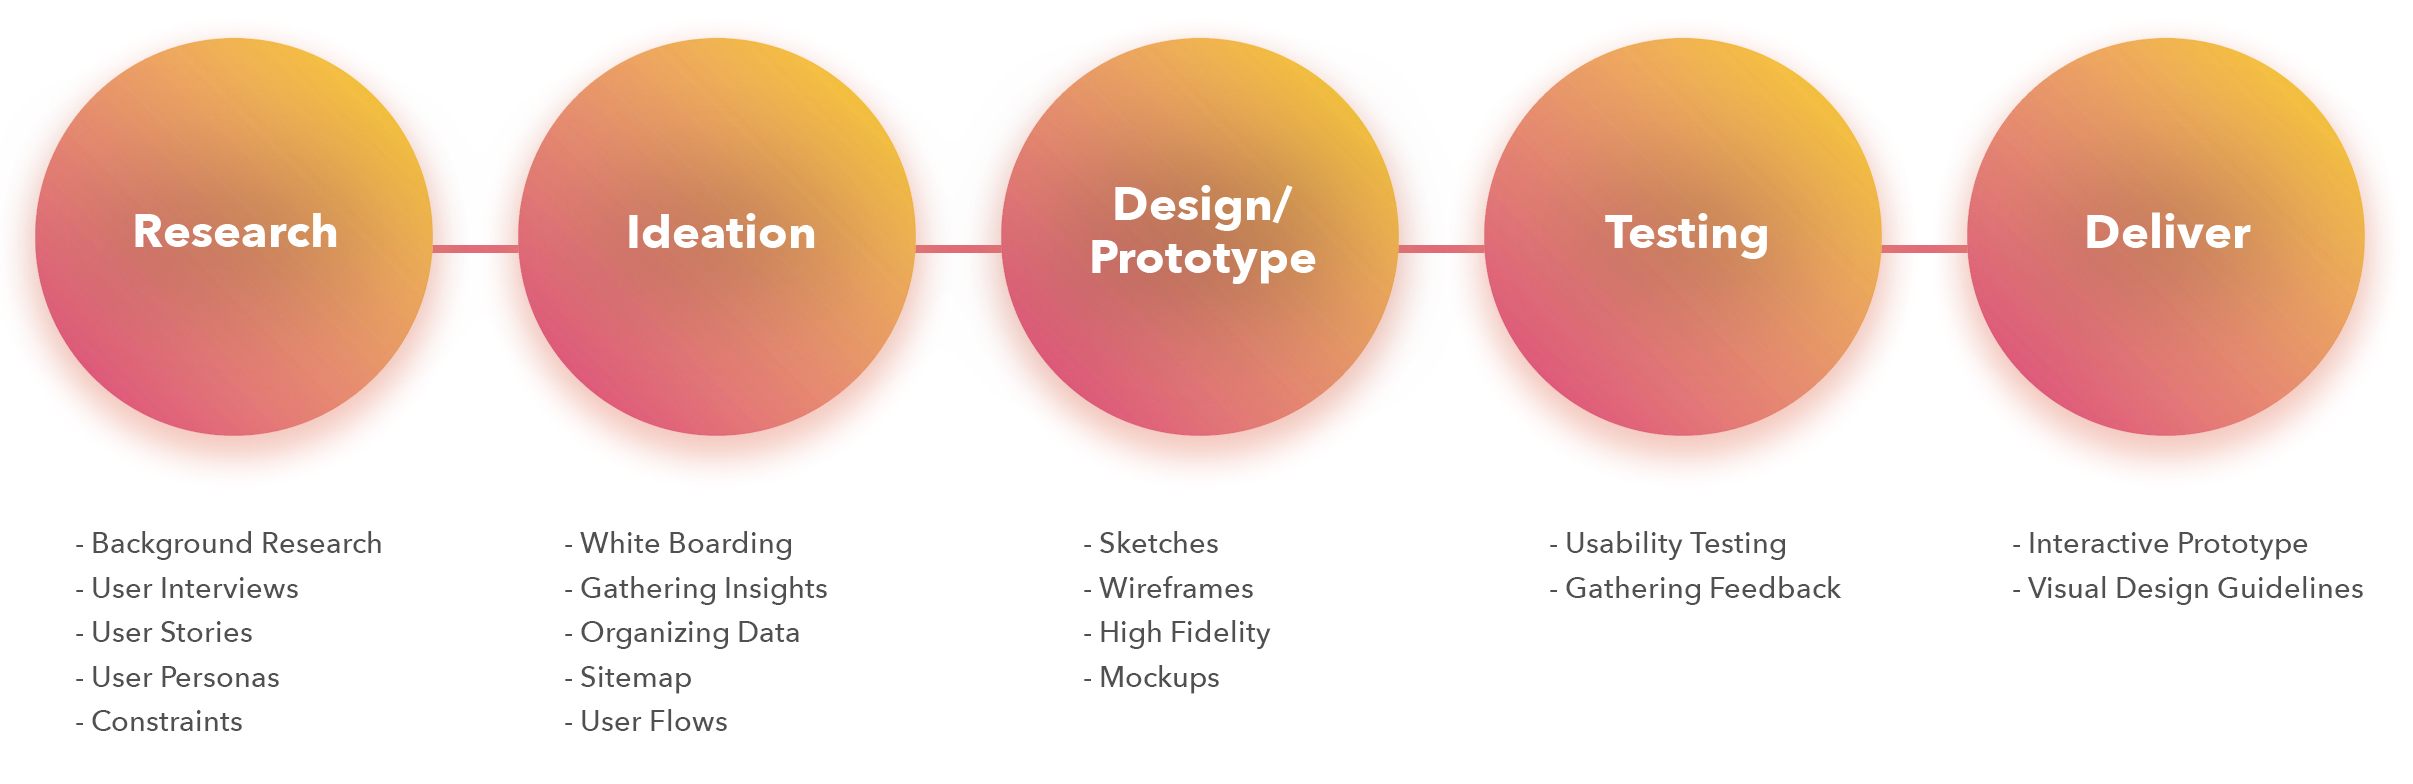 Research
- Background Research
- User Interviews
- User Stories
- User Personas
- Constraints
Ideation
- White Boarding
- Gathering Insights
- Organizing Data
- Sitemap
- User Flows
Design/
Prototype
- Sketches
- Wireframes
- High Fidelity
- Mockups
Testing
- Usability Testing
- Gathering Feedback
Deliver
- Interactive Prototype
- Visual Design Guidelines